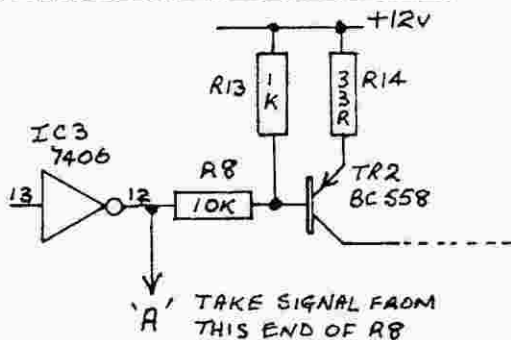 +12v
R13
1K
33R
R14
IC3
7406
13
12
R8
10K
TR2
BC558
'A' TAKE SIGNAL FROM
THIS END OF R8